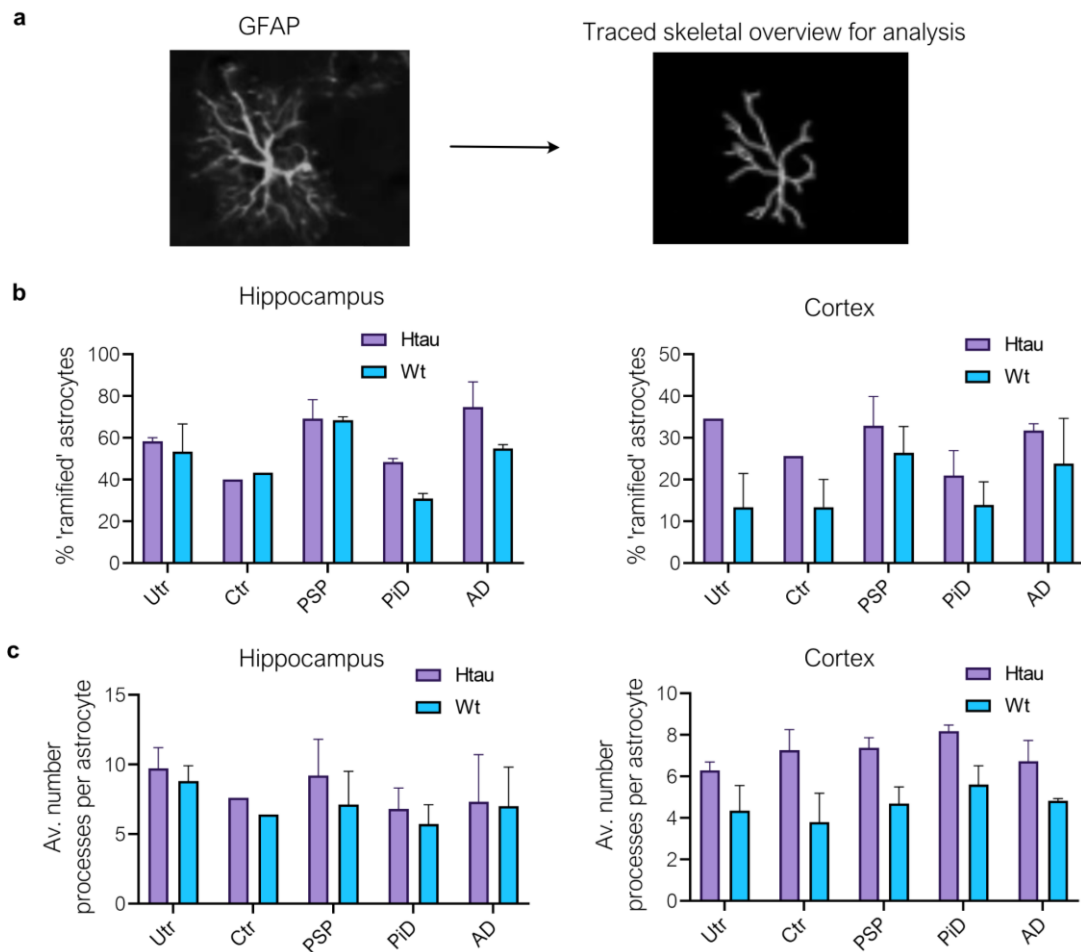 a
GFAP
Traced skeletal overview for analysis
b
Hippocampus
Htau
Wt
% 'ramified' astrocytes
100
80
60
40
20
0
Utr
Ctr
PSP
PiD
AD
Cortex
Htau
Wt
% 'ramified' astrocytes
50
40
30
20
10
0
Utr
Ctr
PSP
PiD
AD
c
Hippocampus
Htau
Wt
Av. number
processes per astrocyte
15
10
5
0
Utr
Ctr
PSP
PiD
AD
Cortex
Htau
Wt
Av. number
processes per astrocyte
10
8
6
4
2
0
Utr
Ctr
PSP
PiD
AD